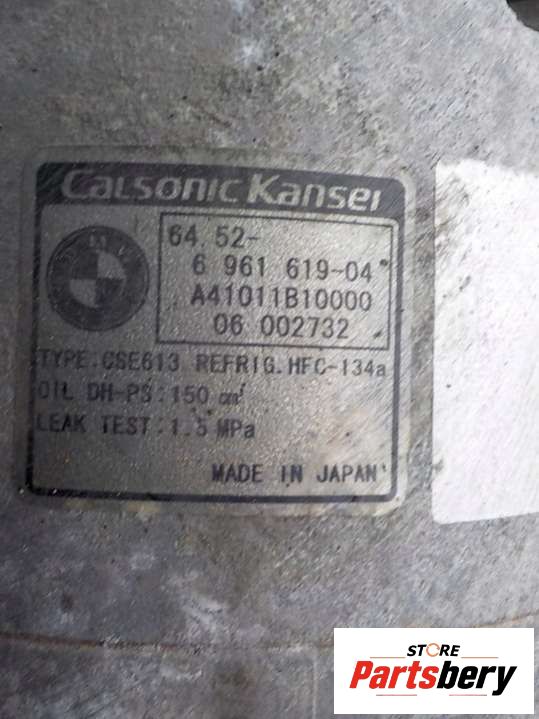 CALSONIC KANSEI
BMW
64 52-
6 961 619-04
A41011B10000
06 002732
TYPE:CSE613 REFRIG.HFC-134a
OIL DH-PS:150 cm³
LEAK TEST:1.5 MPa
MADE IN JAPAN
STORE
Partsbery